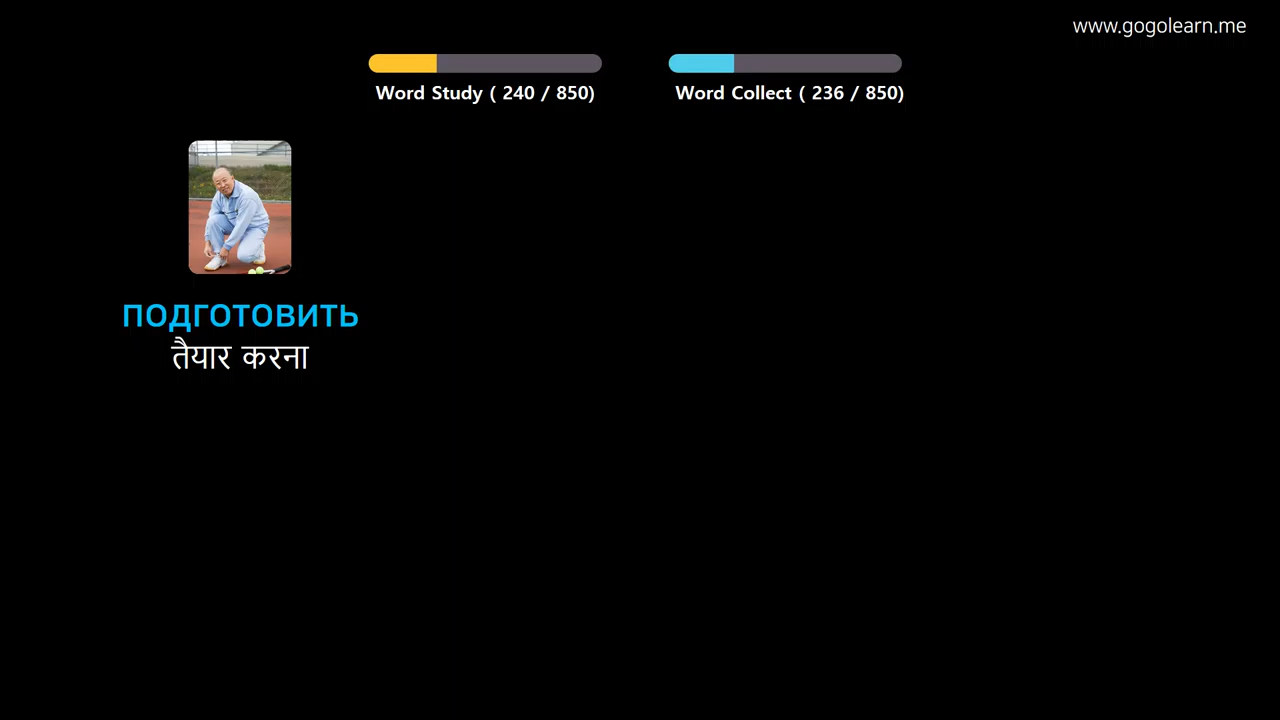 www.gogolearn.me
Word Study ( 240 / 850)
Word Collect ( 236 / 850)
подготовить
तैयार करना